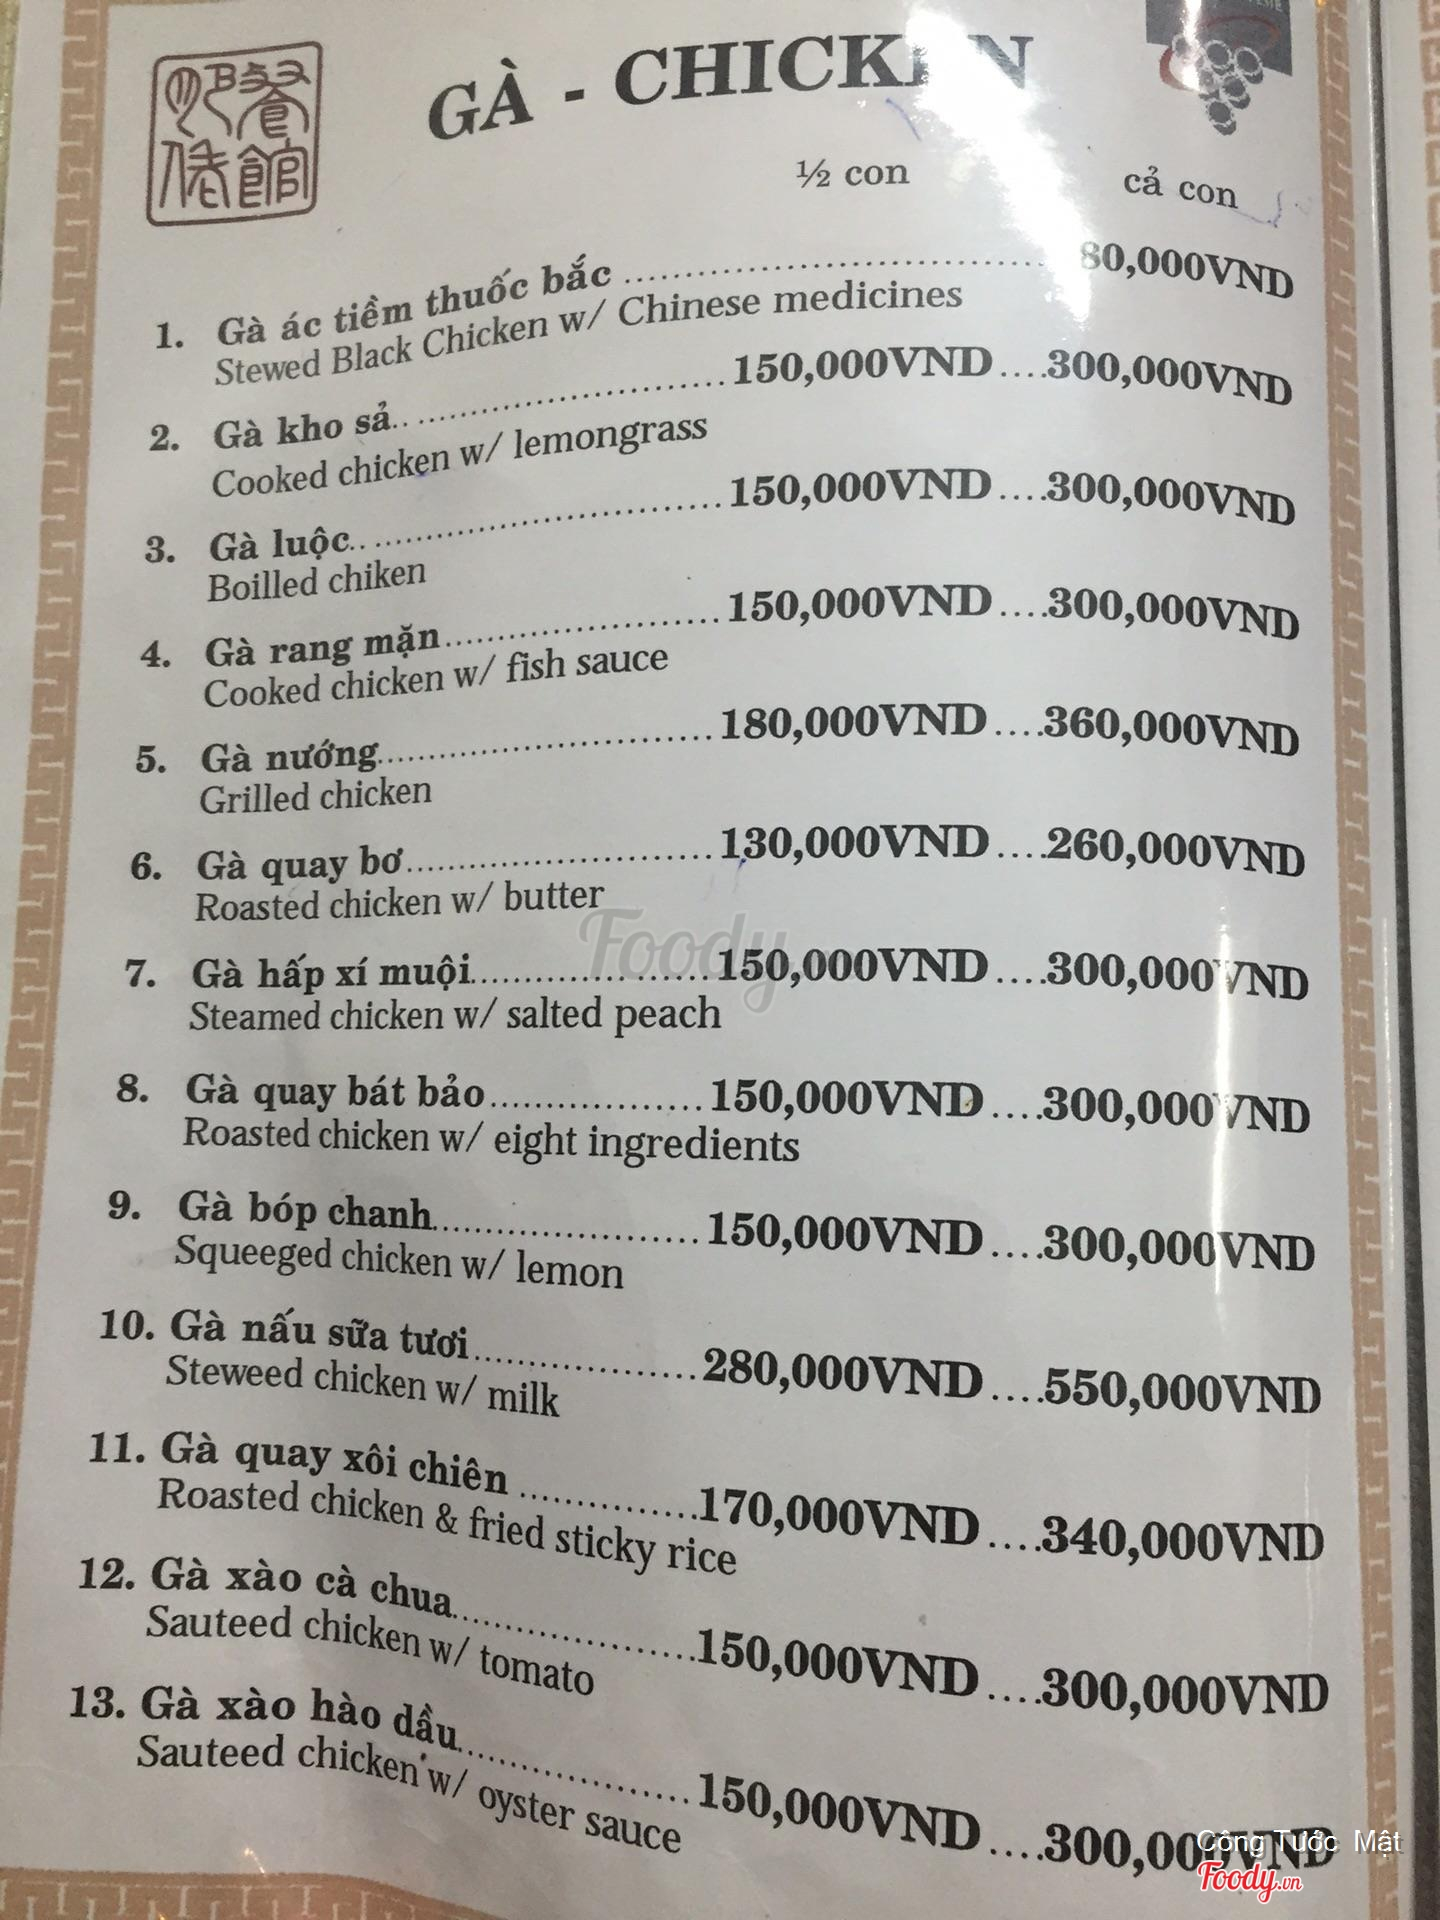 GÀ - CHICKEN
½ con cả con
1. Gà ác tiềm thuốc bắc ........................................ 80,000VND
Stewed Black Chicken w/ Chinese medicines
2. Gà kho sả.. ............................. 150,000VND ....300,000VND
Cooked chicken w/ lemongrass
3. Gà luộc.. ................................. 150,000VND ....300,000VND
Boilled chiken
4. Gà rang mặn......................... 150,000VND ....300,000VND
Cooked chicken w/ fish sauce
5. Gà nướng.............................. 180,000VND ....360,000VND
Grilled chicken
6. Gà quay bơ............................ 130,000VND ....260,000VND
Roasted chicken w/ butter
7. Gà hấp xí muội....................... 150,000VND ....300,000VND
Steamed chicken w/ salted peach
8. Gà quay bát bảo.................... 150,000VND ....300,000VND
Roasted chicken w/ eight ingredients
9. Gà bóp chanh......................... 150,000VND ....300,000VND
Squeeged chicken w/ lemon
10. Gà nấu sữa tươi..................... 280,000VND ....550,000VND
Steweed chicken w/ milk
11. Gà quay xôi chiên ................ 170,000VND ....340,000VND
Roasted chicken & fried sticky rice
12. Gà xào cà chua...................... 150,000VND ....300,000VND
Sauteed chicken w/ tomato
13. Gà xào hào dầu...................... 150,000VND ....300,000VND
Sauteed chicken w/ oyster sauce
Foody
Công Tước Mật
Foody.vn